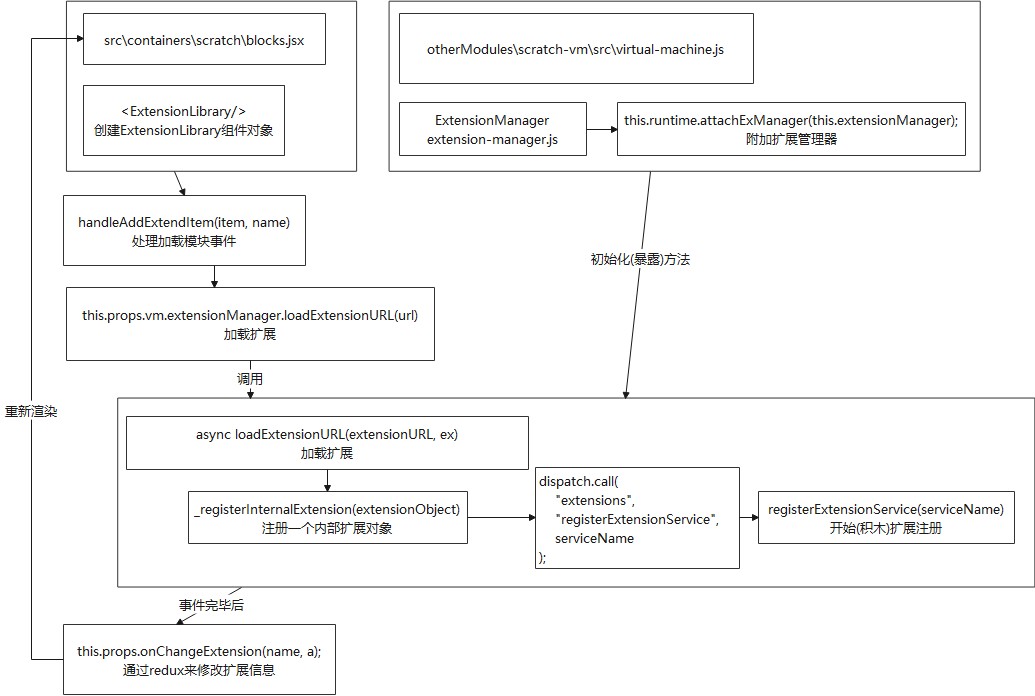 src\containers\scratch\blocks.jsx
<ExtensionLibrary/>
创建ExtensionLibrary组件对象
otherModules\scratch-vm\src\virtual-machine.js
ExtensionManager
extension-manager.js
this.runtime.attachExManager(this.extensionManager);
附加扩展管理器
handleAddExtendItem(item, name)
处理加载模块事件
初始化(暴露)方法
this.props.vm.extensionManager.loadExtensionURL(url)
加载扩展
调用
重新渲染
async loadExtensionURL(extensionURL, ex)
加载扩展
_registerInternalExtension(extensionObject)
注册一个内部扩展对象
dispatch.call(
"extensions",
"registerExtensionService",
serviceName
);
registerExtensionService(serviceName)
开始(积木)扩展注册
事件完毕后
this.props.onChangeExtension(name, a);
通过redux来修改扩展信息